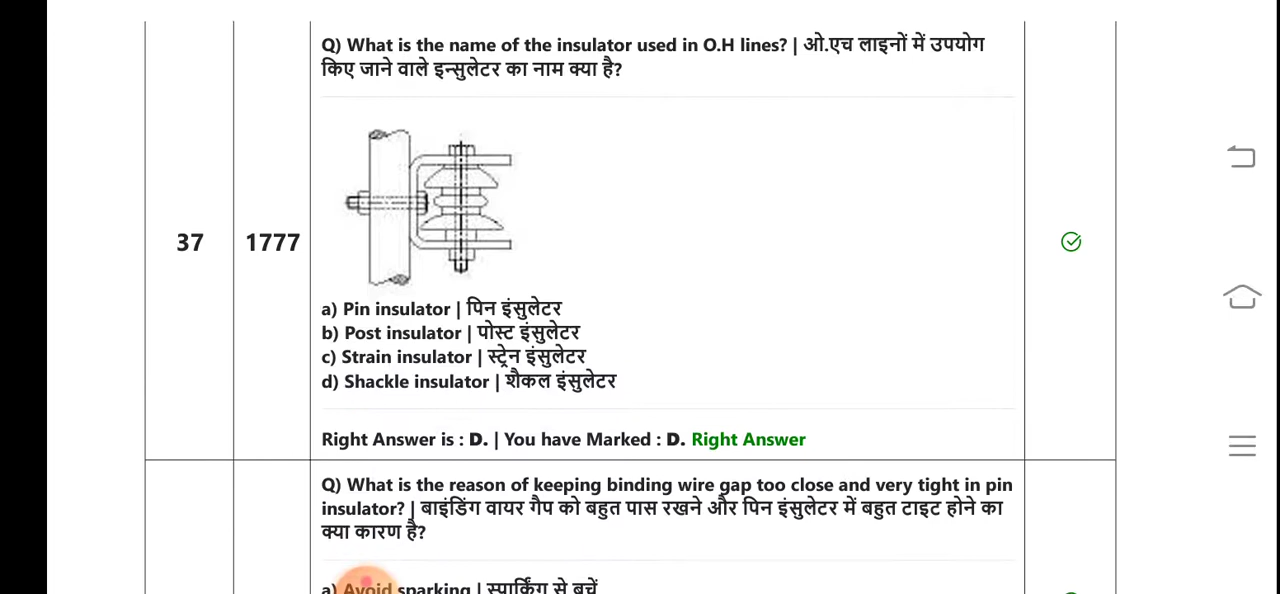 Q) What is the name of the insulator used in O.H lines? | ओ.एच लाइनों में उपयोग
किए जाने वाले इन्सुलेटर का नाम क्या है?
37
1777
a) Pin insulator | पिन इंसुलेटर
b) Post insulator | पोस्ट इंसुलेटर
c) Strain insulator | स्ट्रेन इंसुलेटर
d) Shackle insulator | शैकल इंसुलेटर
Right Answer is : D. | You have Marked : D. Right Answer
Q) What is the reason of keeping binding wire gap too close and very tight in pin
insulator? | बाइंडिंग वायर गैप को बहुत पास रखने और पिन इंसुलेटर में बहुत टाइट होने का
क्या कारण है?
a) Avoid sparking | स्पार्किंग से बचें